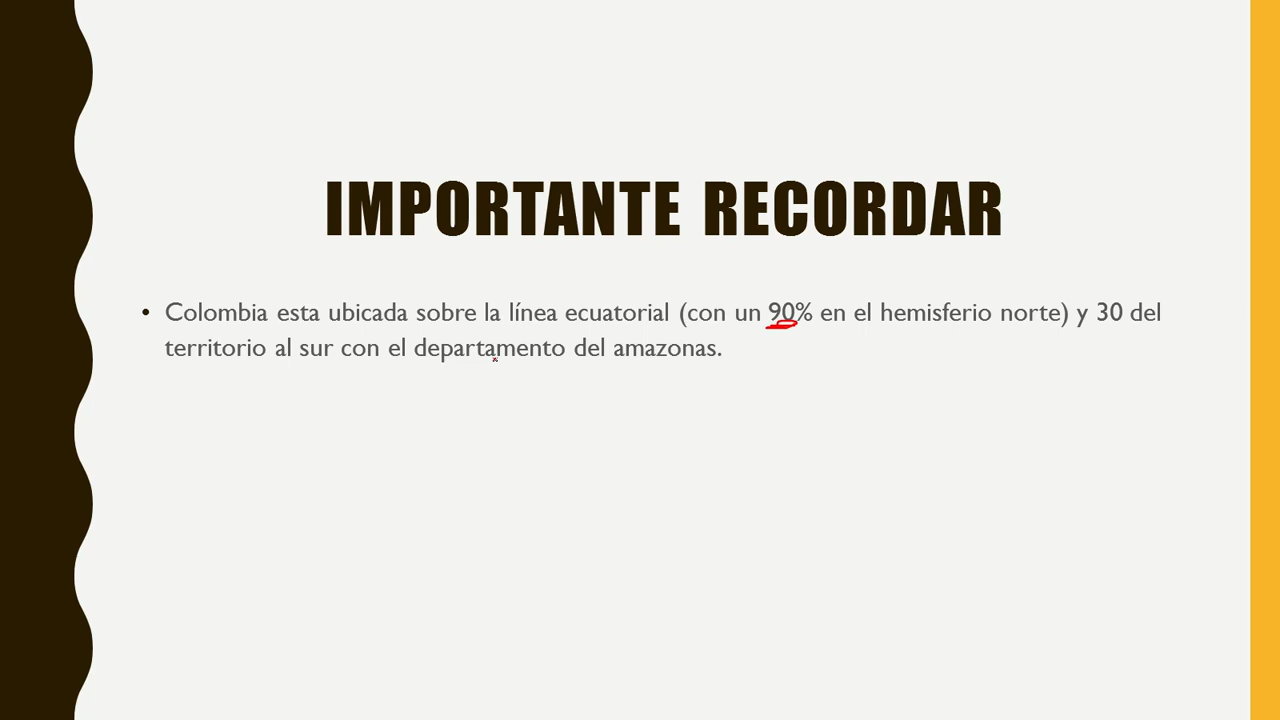 IMPORTANTE RECORDAR
• Colombia esta ubicada sobre la línea ecuatorial (con un 90% en el hemisferio norte) y 30 del
territorio al sur con el departamento del amazonas.